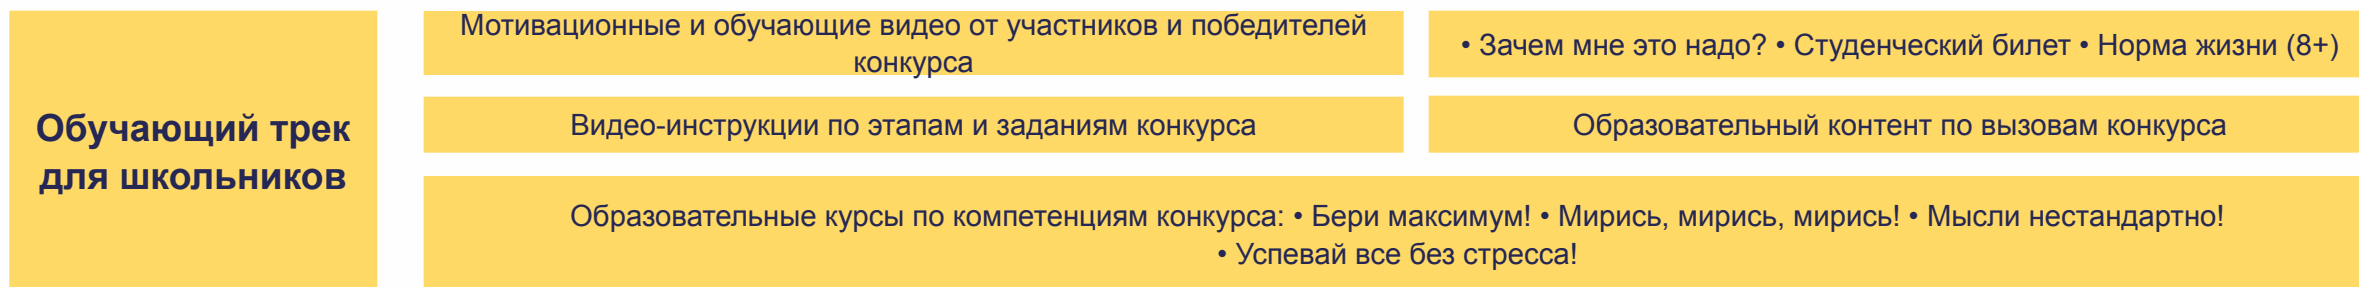 Обучающий трек
для школьников
Мотивационные и обучающие видео от участников и победителей
конкурса
• Зачем мне это надо? • Студенческий билет • Норма жизни (8+)
Видео-инструкции по этапам и заданиям конкурса
Образовательный контент по вызовам конкурса
Образовательные курсы по компетенциям конкурса: • Бери максимум! • Мирись, мирись, мирись! • Мысли нестандартно!
• Успевай все без стресса!